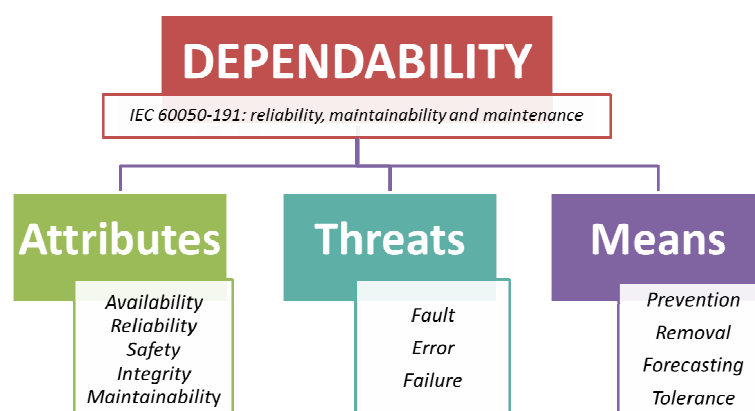 DEPENDABILITY
IEC 60050-191: reliability, maintainability and maintenance
Attributes
Availability
Reliability
Safety
Integrity
Maintainability
Threats
Fault
Error
Failure
Means
Prevention
Removal
Forecasting
Tolerance